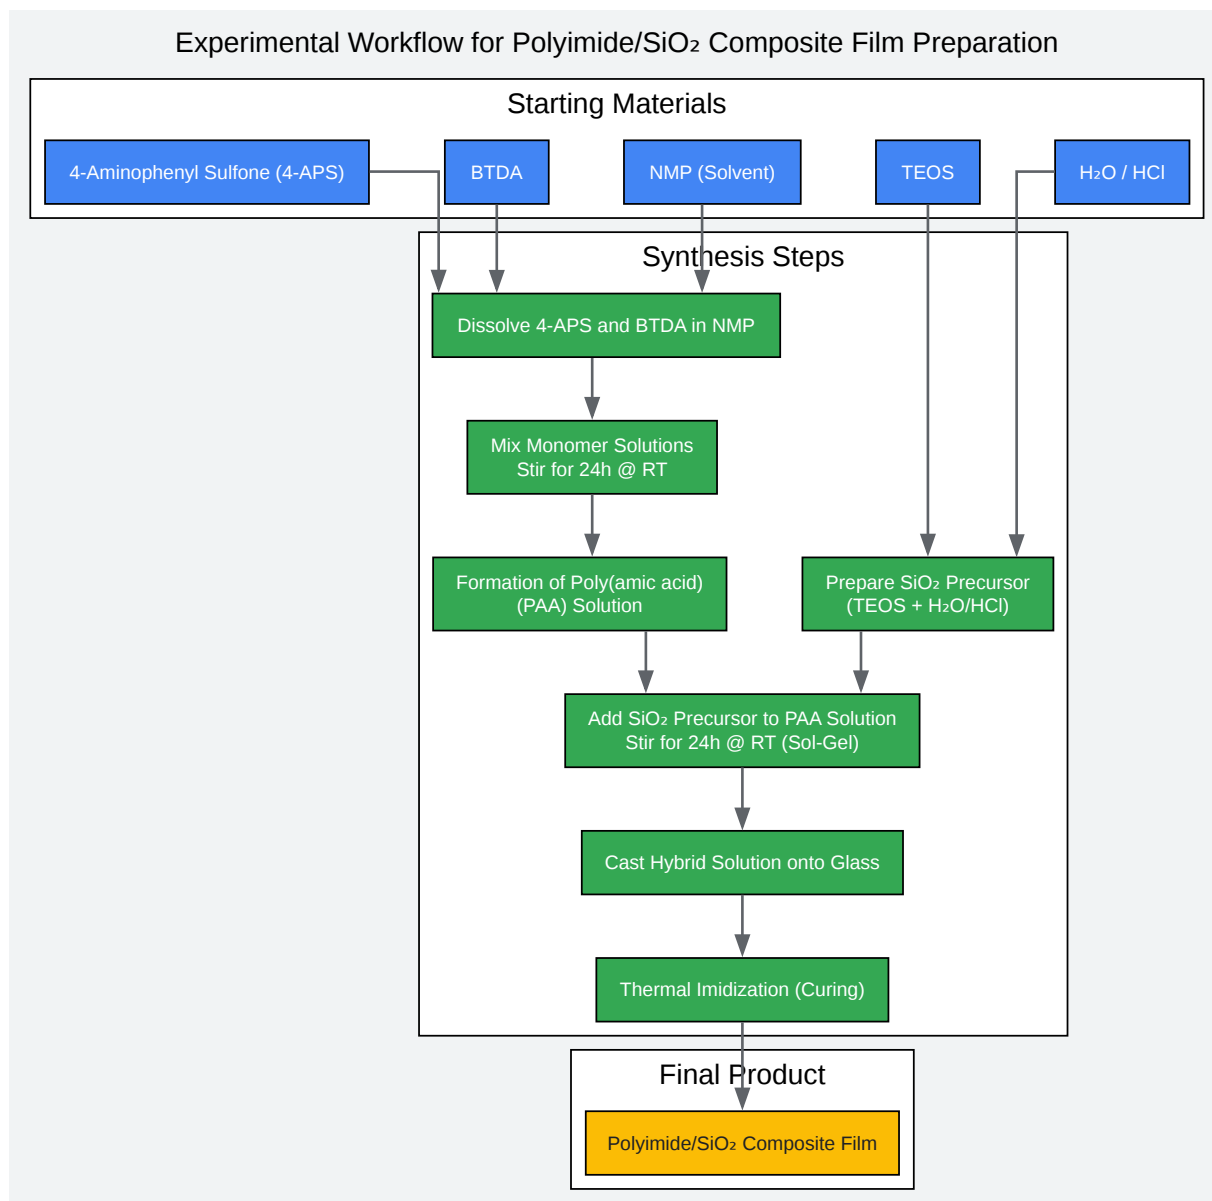 Experimental Workflow for Polyimide/SiO₂ Composite Film Preparation
Starting Materials
4-Aminophenyl Sulfone (4-APS)
BTDA
NMP (Solvent)
TEOS
H₂O / HCl
Synthesis Steps
Dissolve 4-APS and BTDA in NMP
Mix Monomer Solutions
Stir for 24h @ RT
Formation of Poly(amic acid)
(PAA) Solution
Prepare SiO₂ Precursor
(TEOS + H₂O/HCl)
Add SiO₂ Precursor to PAA Solution
Stir for 24h @ RT (Sol-Gel)
Cast Hybrid Solution onto Glass
Thermal Imidization (Curing)
Final Product
Polyimide/SiO₂ Composite Film